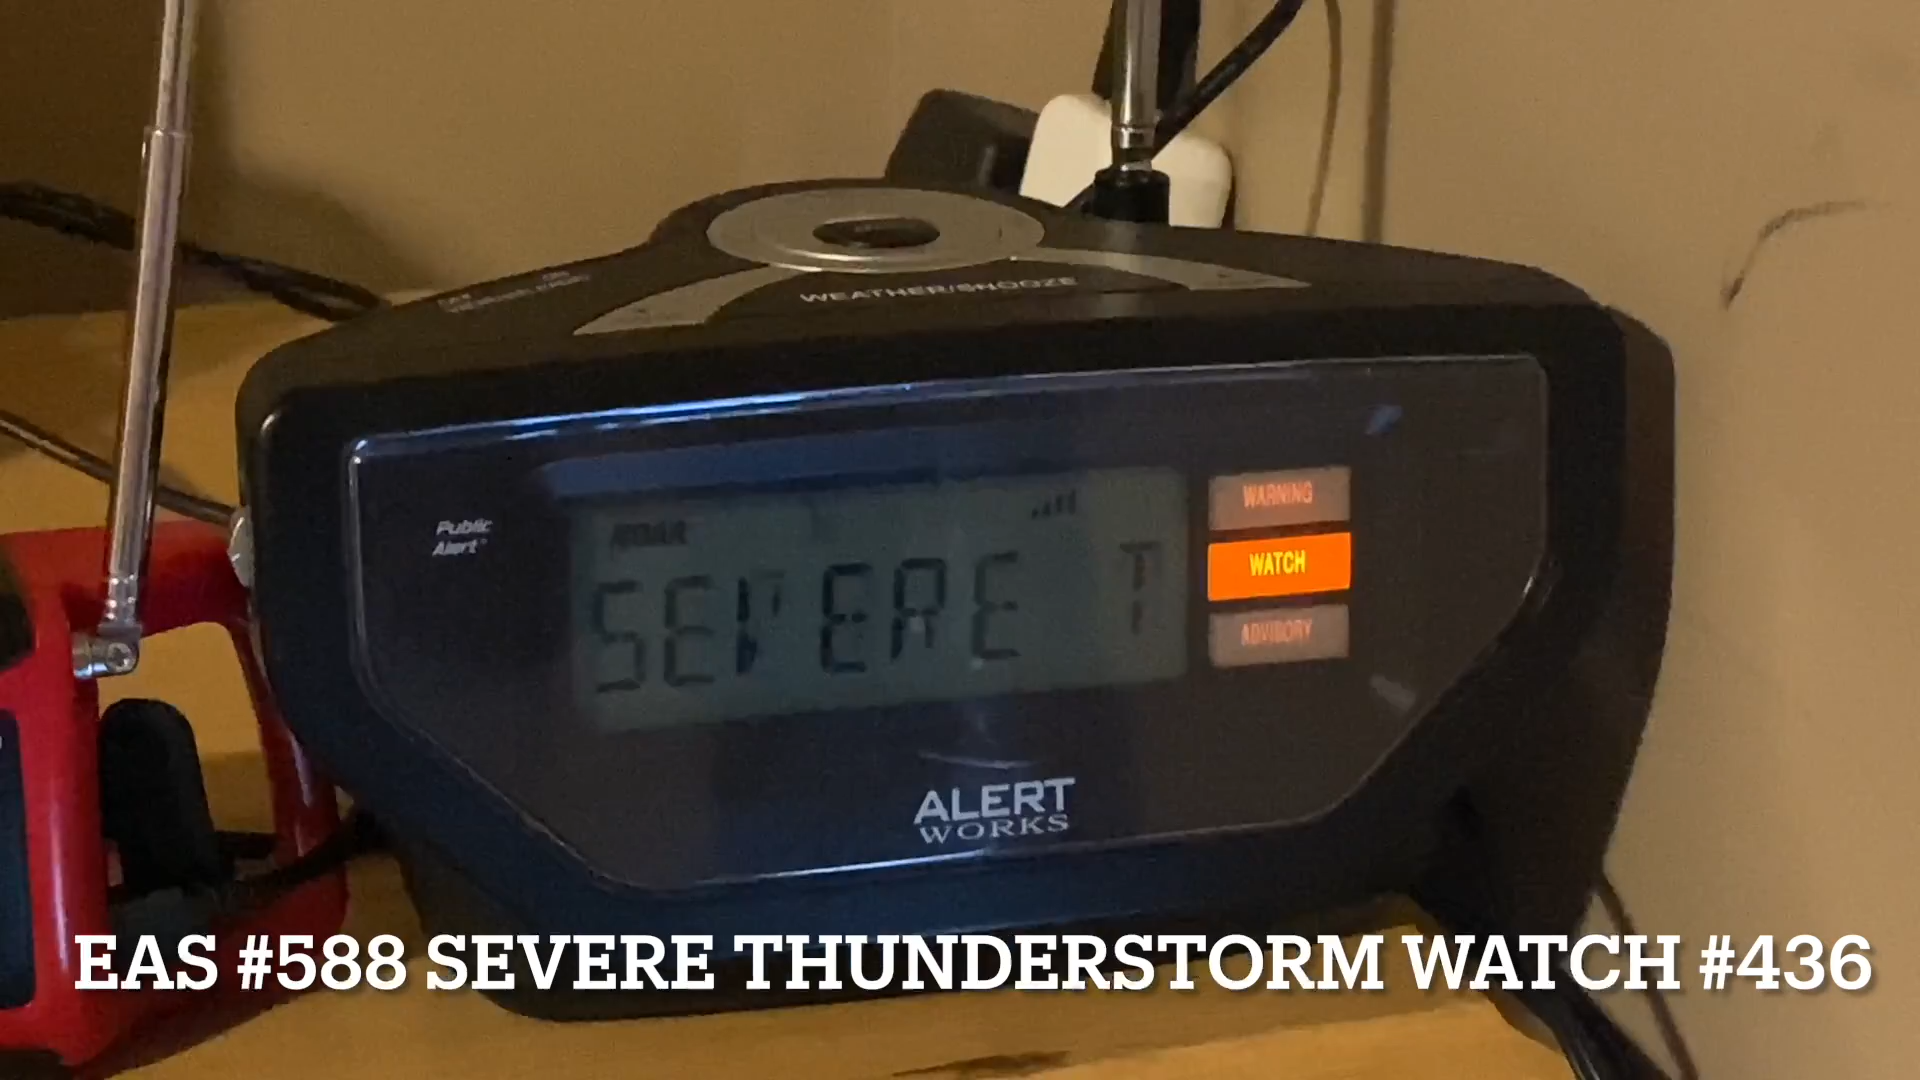 WEATHER/SNOOZE
Public
Alert
WARNING
SEVERE T
WATCH
ADVISORY
ALERT
WORKS
EAS #588 SEVERE THUNDERSTORM WATCH #436